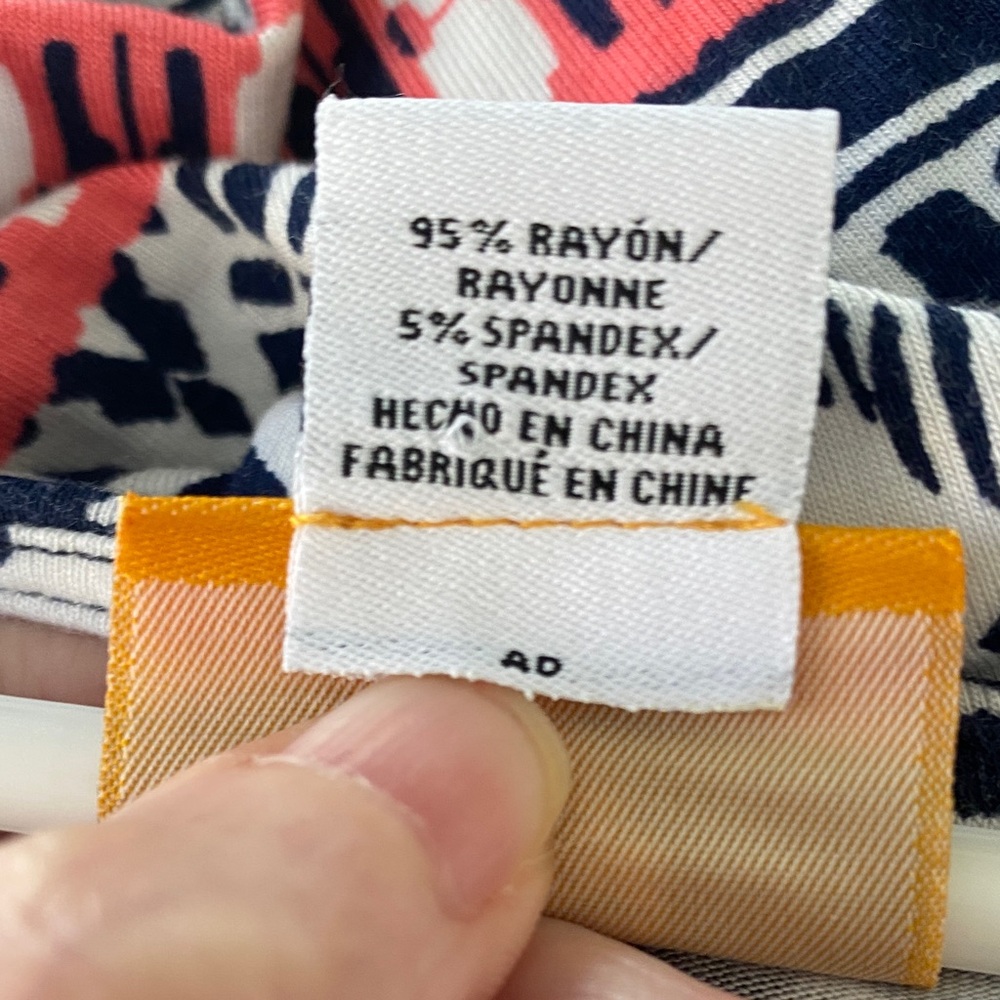 95% RAYÓN/
RAYONNE
5% SPANDEX/
SPANDEX
HECHO EN CHINA
FABRIQUÉ EN CHINE
AD